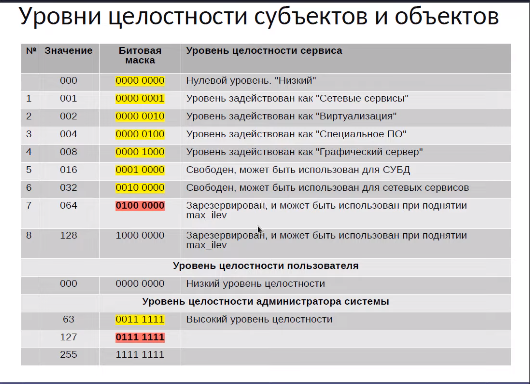 Уровни целостности субъектов и объектов
№ Значение Битовая маска Уровень целостности сервиса
000 0000 0000 Нулевой уровень. "Низкий"
1 001 0000 0001 Уровень задействован как "Сетевые сервисы"
2 002 0000 0010 Уровень задействован как "Виртуализация"
3 004 0000 0100 Уровень задействован как "Специальное ПО"
4 008 0000 1000 Уровень задействован как "Графический сервер"
5 016 0001 0000 Свободен, может быть использован для СУБД
6 032 0010 0000 Свободен, может быть использован для сетевых сервисов
7 064 0100 0000 Зарезервирован, и может быть использован при поднятии
max_ilev
8 128 1000 0000 Зарезервирован, и может быть использован при поднятии
max_ilev
Уровень целостности пользователя
000 0000 0000 Низкий уровень целостности
Уровень целостности администратора системы
63 0011 1111 Высокий уровень целостности
127 0111 1111
255 1111 1111